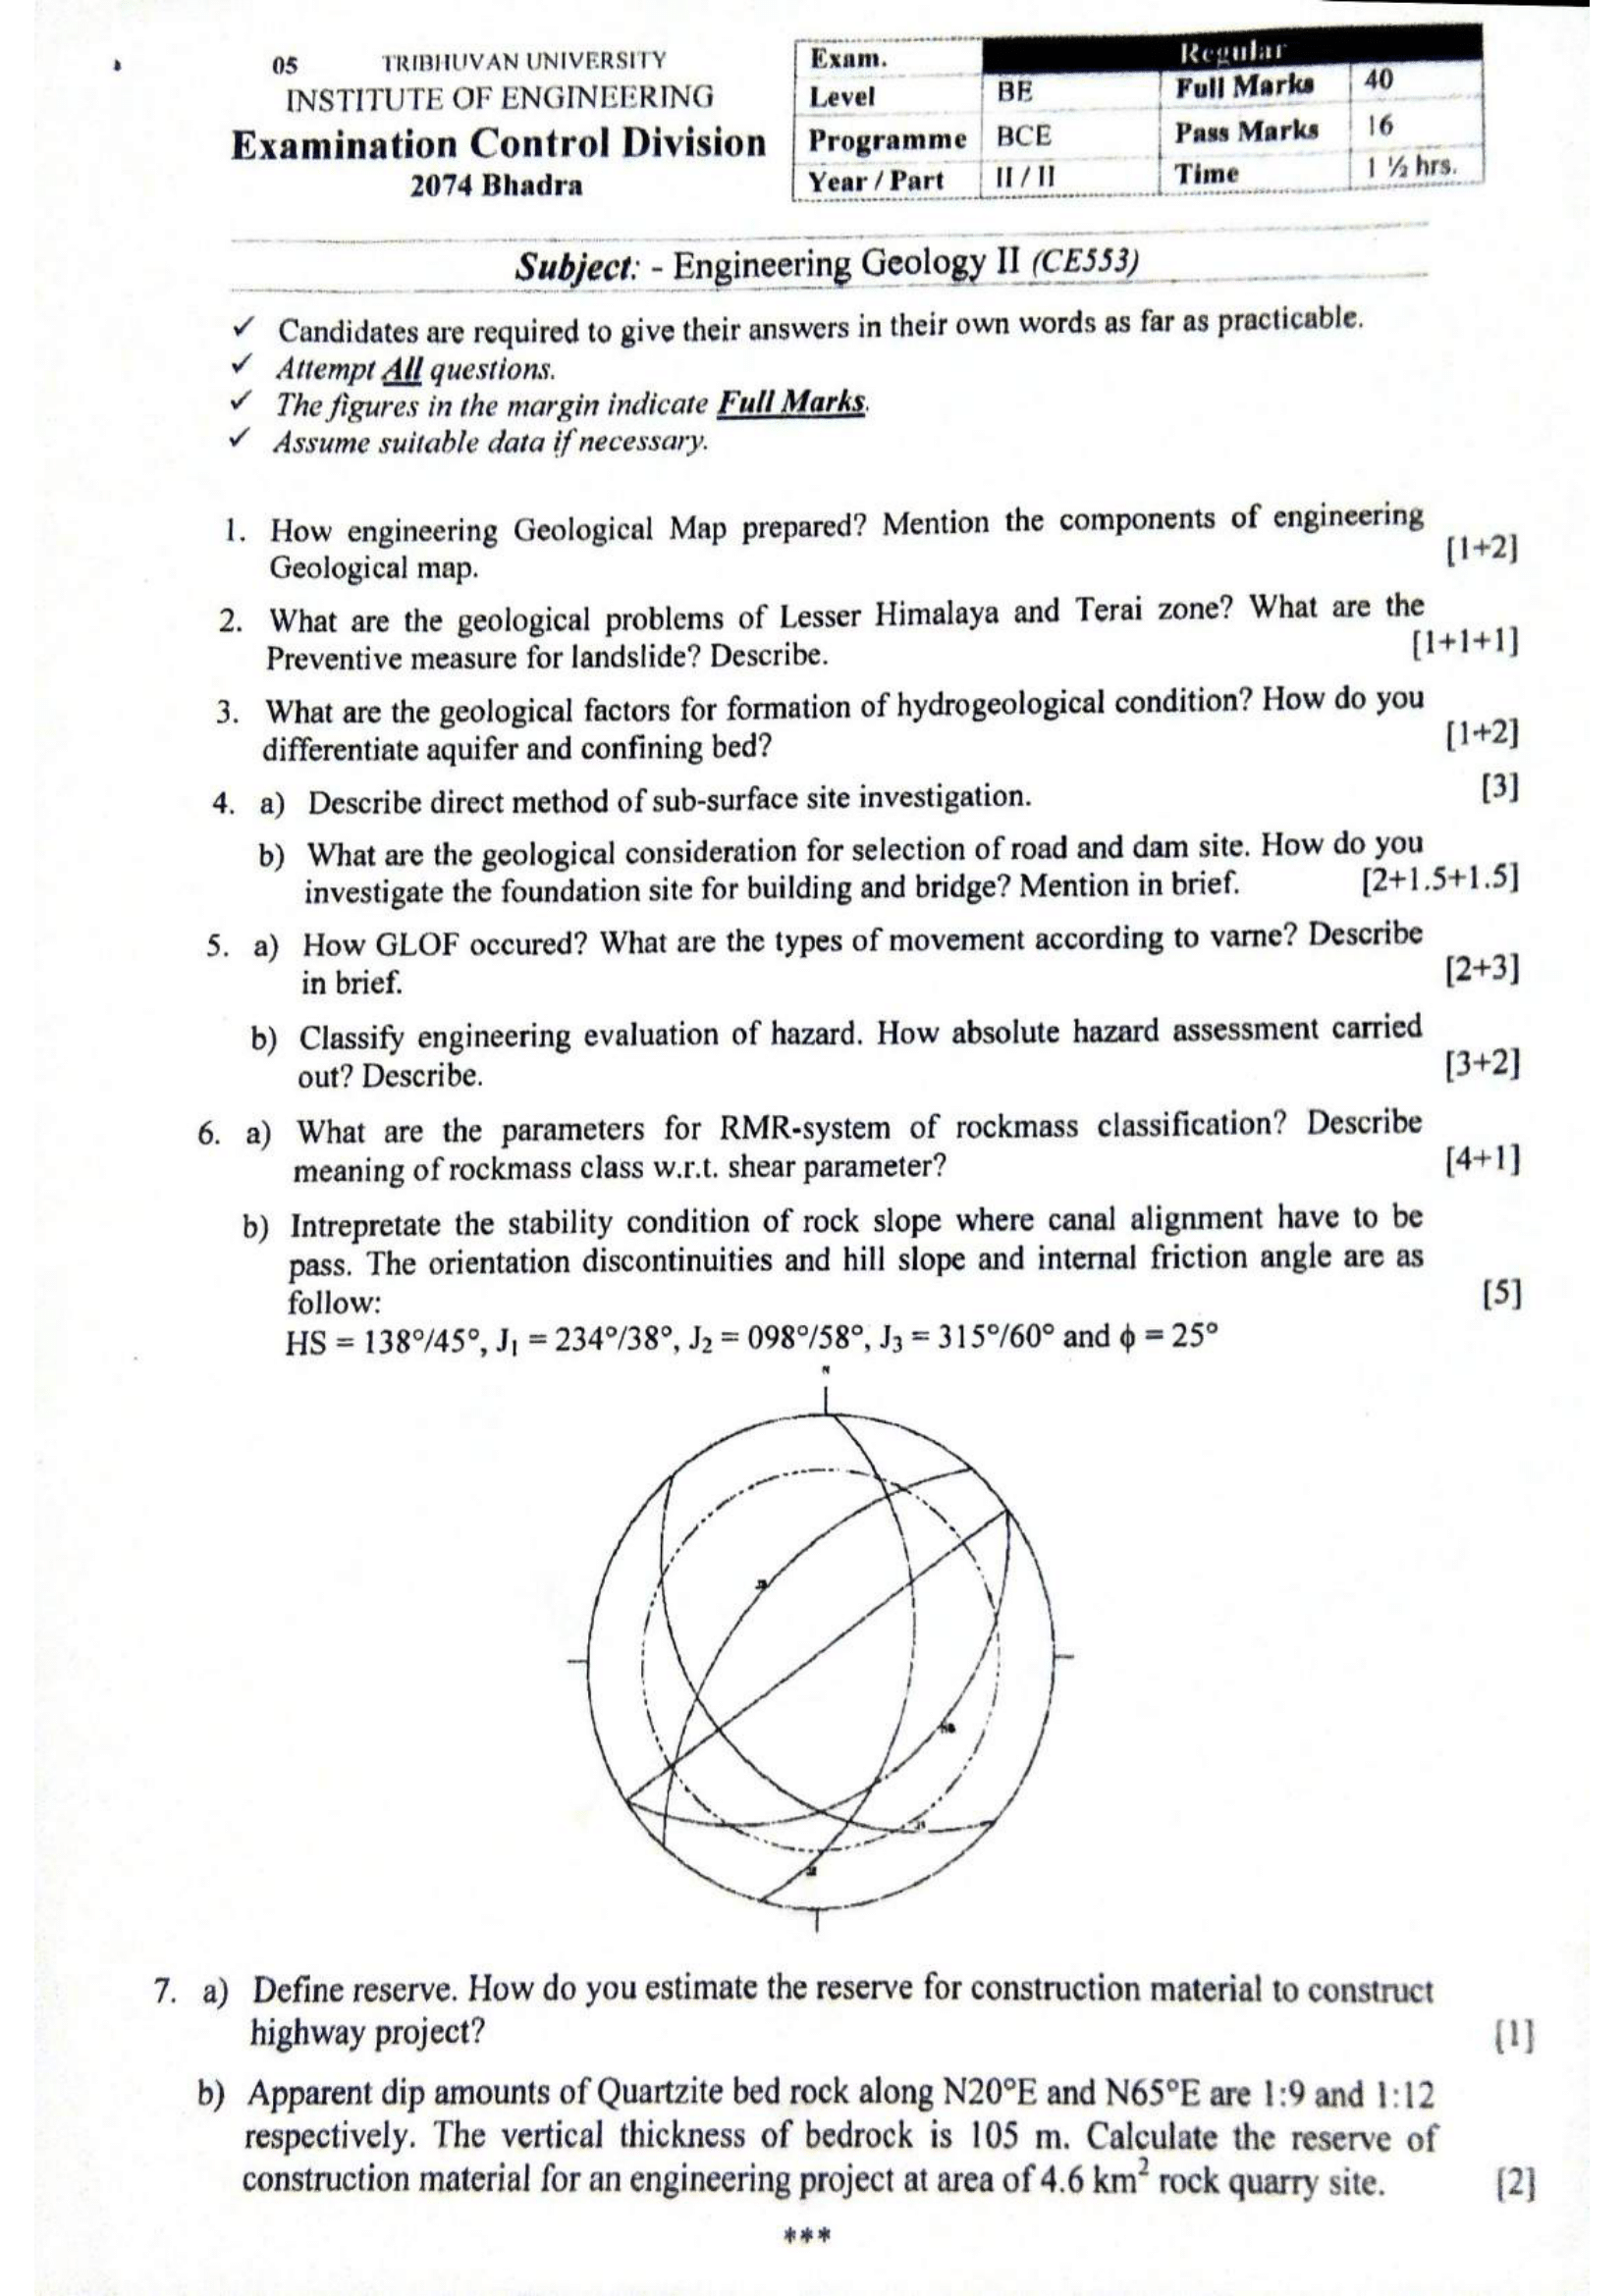 05 TRIBHUVAN UNIVERSITY
INSTITUTE OF ENGINEERING
Examination Control Division
2074 Bhadra
Exam. Regular
Level BE Full Marks 40
Programme BCE Pass Marks 16
Year / Part II / II Time 1 ½ hrs.
Subject: - Engineering Geology II (CE553)
✓ Candidates are required to give their answers in their own words as far as practicable.
✓ Attempt All questions.
✓ The figures in the margin indicate Full Marks.
✓ Assume suitable data if necessary.
1. How engineering Geological Map prepared? Mention the components of engineering
Geological map. [1+2]
2. What are the geological problems of Lesser Himalaya and Terai zone? What are the
Preventive measure for landslide? Describe. [1+1+1]
3. What are the geological factors for formation of hydrogeological condition? How do you
differentiate aquifer and confining bed? [1+2]
4. a) Describe direct method of sub-surface site investigation. [3]
b) What are the geological consideration for selection of road and dam site. How do you
investigate the foundation site for building and bridge? Mention in brief. [2+1.5+1.5]
5. a) How GLOF occured? What are the types of movement according to varne? Describe
in brief. [2+3]
b) Classify engineering evaluation of hazard. How absolute hazard assessment carried
out? Describe. [3+2]
6. a) What are the parameters for RMR-system of rockmass classification? Describe
meaning of rockmass class w.r.t. shear parameter? [4+1]
b) Intrepretate the stability condition of rock slope where canal alignment have to be
pass. The orientation discontinuities and hill slope and internal friction angle are as
follow: [5]
HS = 138°/45°, J₁ = 234°/38°, J₂ = 098°/58°, J₃ = 315°/60° and ϕ = 25°
N
7. a) Define reserve. How do you estimate the reserve for construction material to construct
highway project? [1]
b) Apparent dip amounts of Quartzite bed rock along N20°E and N65°E are 1:9 and 1:12
respectively. The vertical thickness of bedrock is 105 m. Calculate the reserve of
construction material for an engineering project at area of 4.6 km² rock quarry site. [2]
***